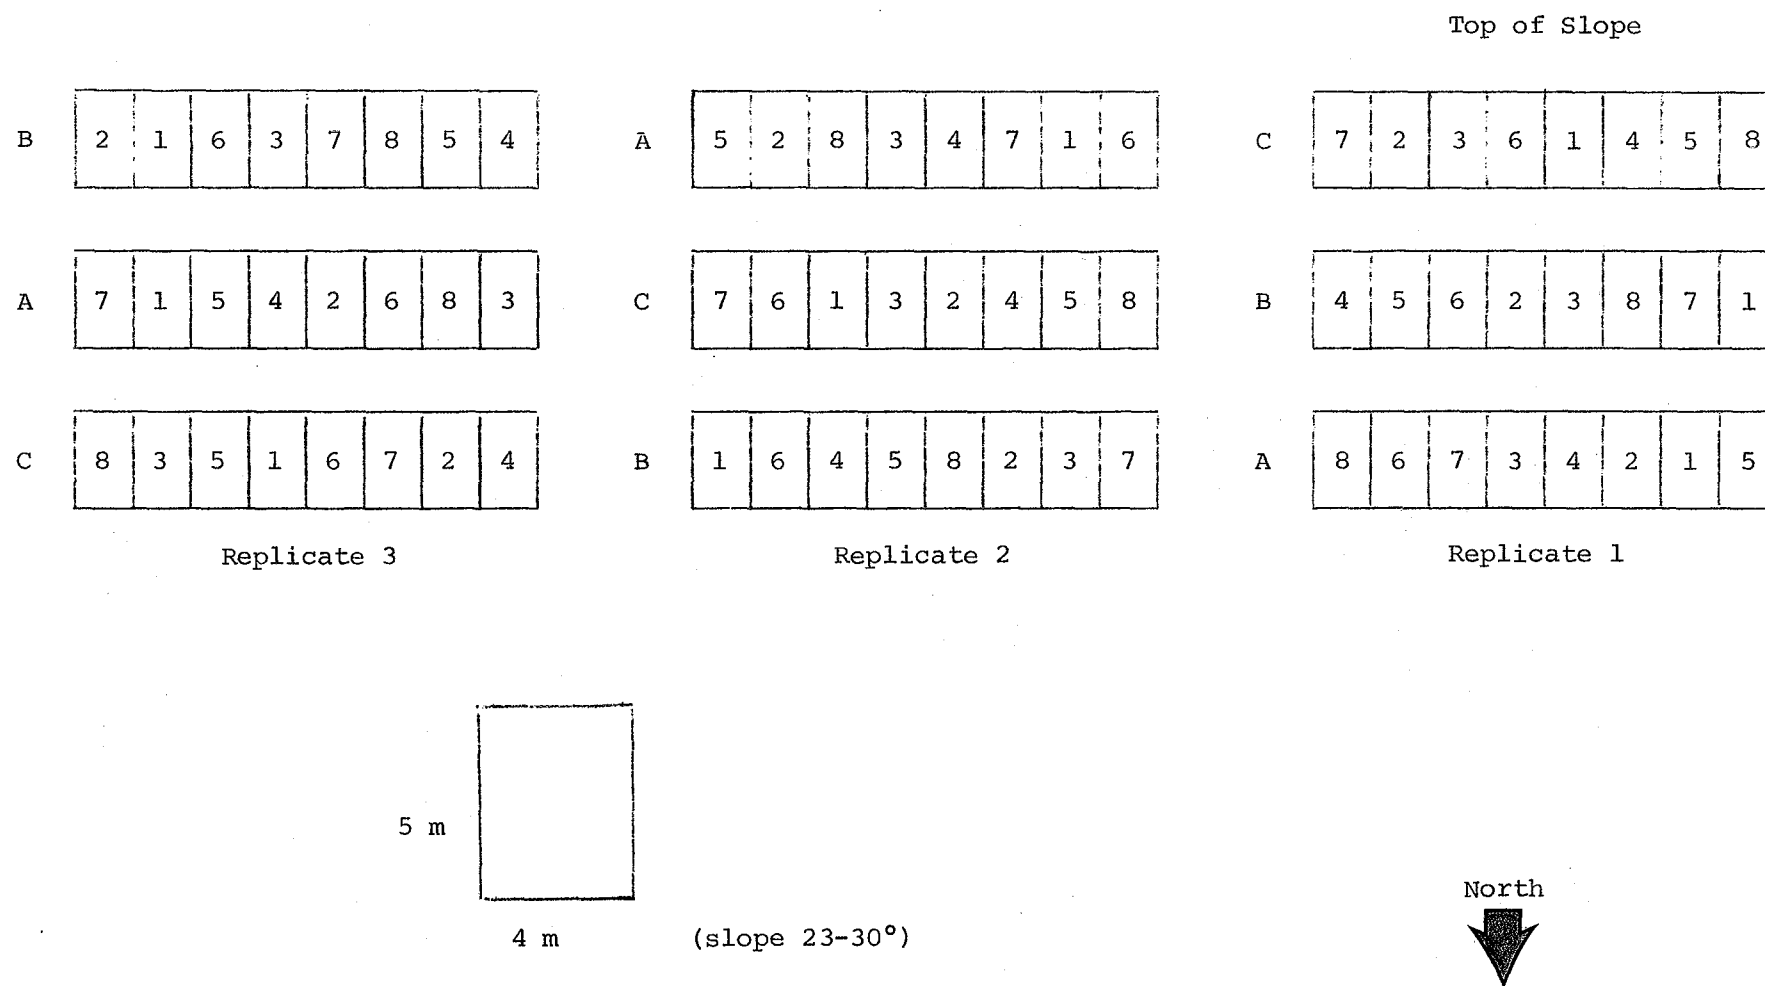 Top of Slope
B 2 1 6 3 7 8 5 4 A 5 2 8 3 4 7 1 6 C 7 2 3 6 1 4 5 8
A 7 1 5 4 2 6 8 3 C 7 6 1 3 2 4 5 8 B 4 5 6 2 3 8 7 1
C 8 3 5 1 6 7 2 4 B 1 6 4 5 8 2 3 7 A 8 6 7 3 4 2 1 5
Replicate 3 Replicate 2 Replicate 1
5 m
North
4 m (slope 23-30°)